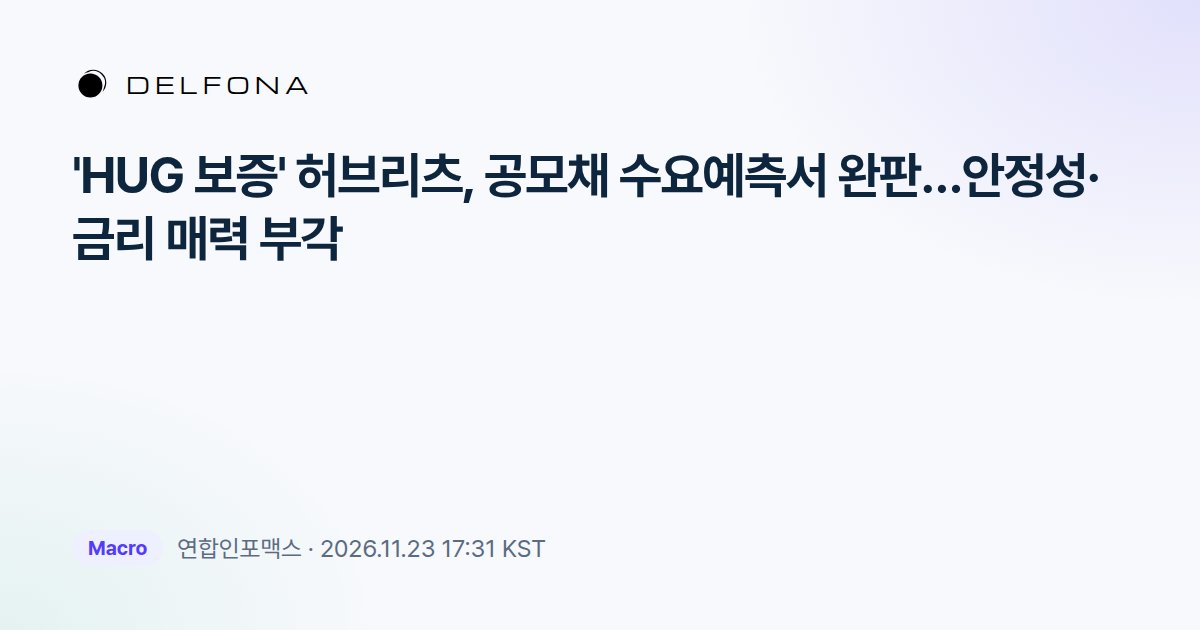 DELFONA
'HUG 보증' 허브리츠, 공모채 수요예측서 완판…안정성·
금리 매력 부각
Macro 연합인포맥스 · 2026.11.23 17:31 KST